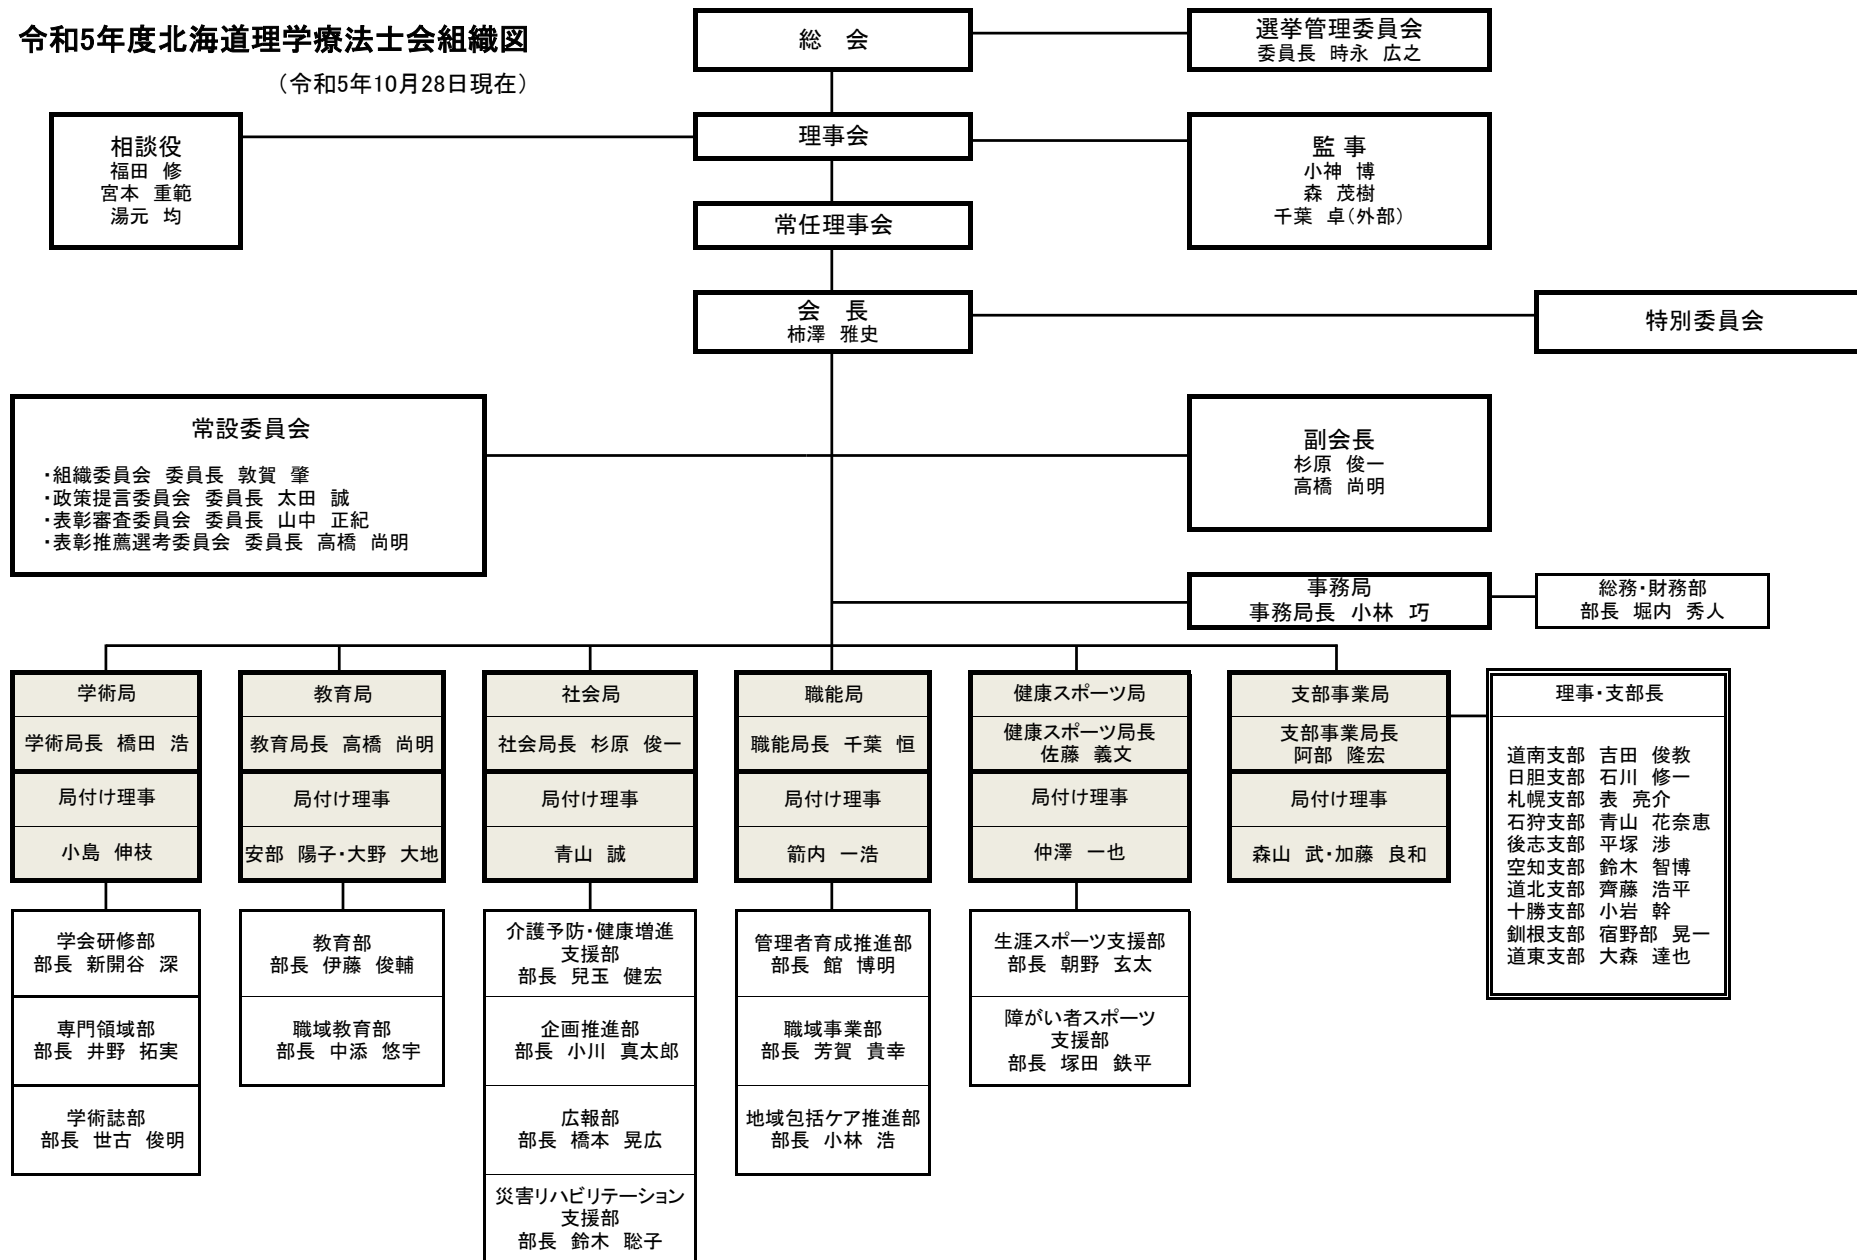 令和5年度北海道理学療法士会組織図
（令和5年10月28日現在）
総　会
選挙管理委員会
委員長 時永 広之
相談役
福田 修
宮本 重範
湯元 均
理事会
監 事
小神 博
森 茂樹
千葉 卓（外部）
常任理事会
会　長
柿澤 雅史
特別委員会
常設委員会
・組織委員会 委員長 敦賀 肇
・政策提言委員会 委員長 太田 誠
・表彰審査委員会 委員長 山中 正紀
・表彰推薦選考委員会 委員長 高橋 尚明
副会長
杉原 俊一
高橋 尚明
事務局
事務局長 小林 巧
総務・財務部
部長 堀内 秀人
学術局
学術局長 橋田 浩
局付け理事
小島 伸枝
学会研修部
部長 新開谷 深
専門領域部
部長 井野 拓実
学術誌部
部長 世古 俊明
教育局
教育局長 高橋 尚明
局付け理事
安部 陽子・大野 大地
教育部
部長 伊藤 俊輔
職域教育部
部長 中添 悠宇
社会局
社会局長 杉原 俊一
局付け理事
青山 誠
介護予防・健康増進
支援部
部長 兒玉 健宏
企画推進部
部長 小川 真太郎
広報部
部長 橋本 晃広
災害リハビリテーション
支援部
部長 鈴木 聡子
職能局
職能局長 千葉 恒
局付け理事
箭内 一浩
管理者育成推進部
部長 館 博明
職域事業部
部長 芳賀 貴幸
地域包括ケア推進部
部長 小林 浩
健康スポーツ局
健康スポーツ局長
佐藤 義文
局付け理事
仲澤 一也
生涯スポーツ支援部
部長 朝野 玄太
障がい者スポーツ
支援部
部長 塚田 鉄平
支部事業局
支部事業局長
阿部 隆宏
局付け理事
森山 武・加藤 良和
理事・支部長
道南支部 吉田 俊教
日胆支部 石川 修一
札幌支部 表 亮介
石狩支部 青山 花奈恵
後志支部 平塚 渉
空知支部 鈴木 智博
道北支部 齊藤 浩平
十勝支部 小岩 幹
釧根支部 宿野部 晃一
道東支部 大森 達也